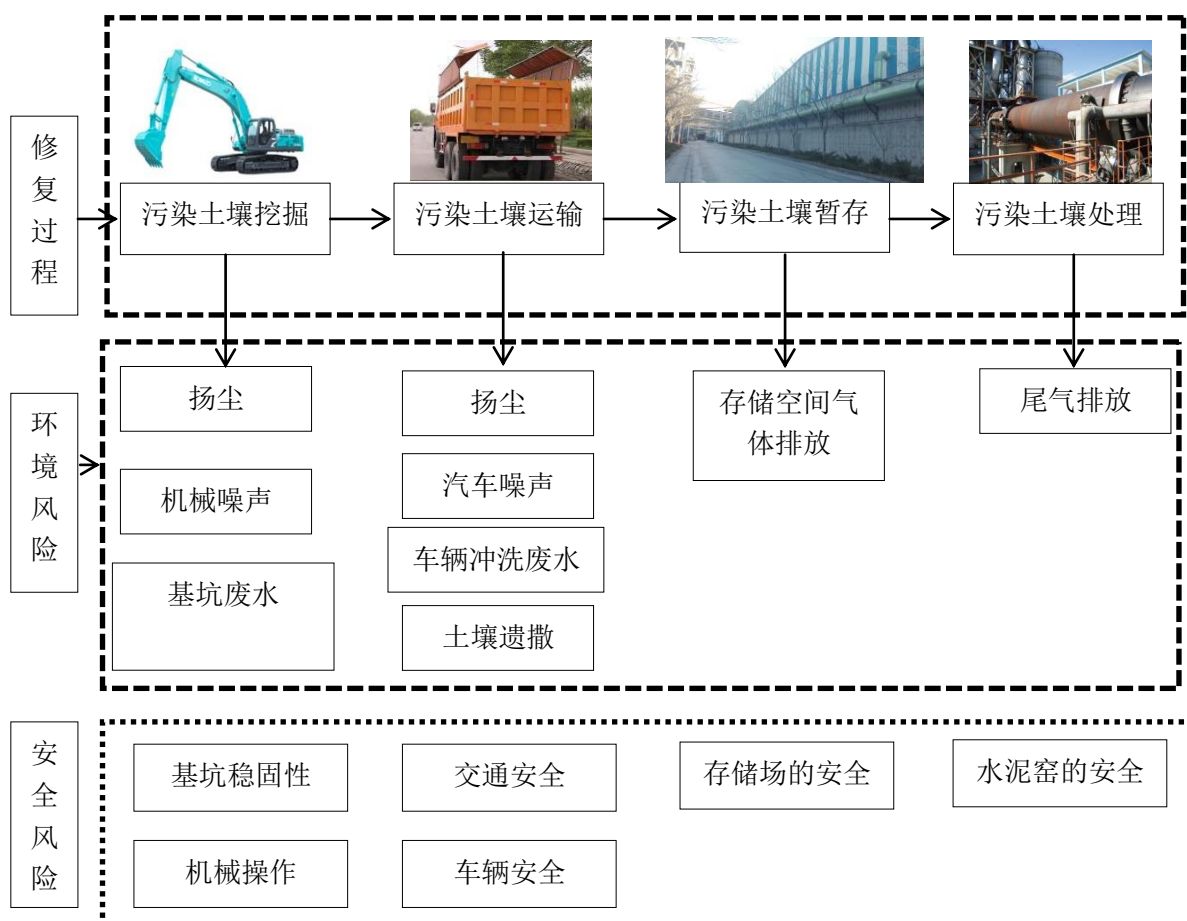 修复过程
污染土壤挖掘
污染土壤运输
污染土壤暂存
污染土壤处理
环境风险
扬尘
机械噪声
基坑废水
扬尘
汽车噪声
车辆冲洗废水
土壤遗撒
存储空间气
体排放
尾气排放
安全风险
基坑稳固性
交通安全
存储场的安全
水泥窑的安全
机械操作
车辆安全